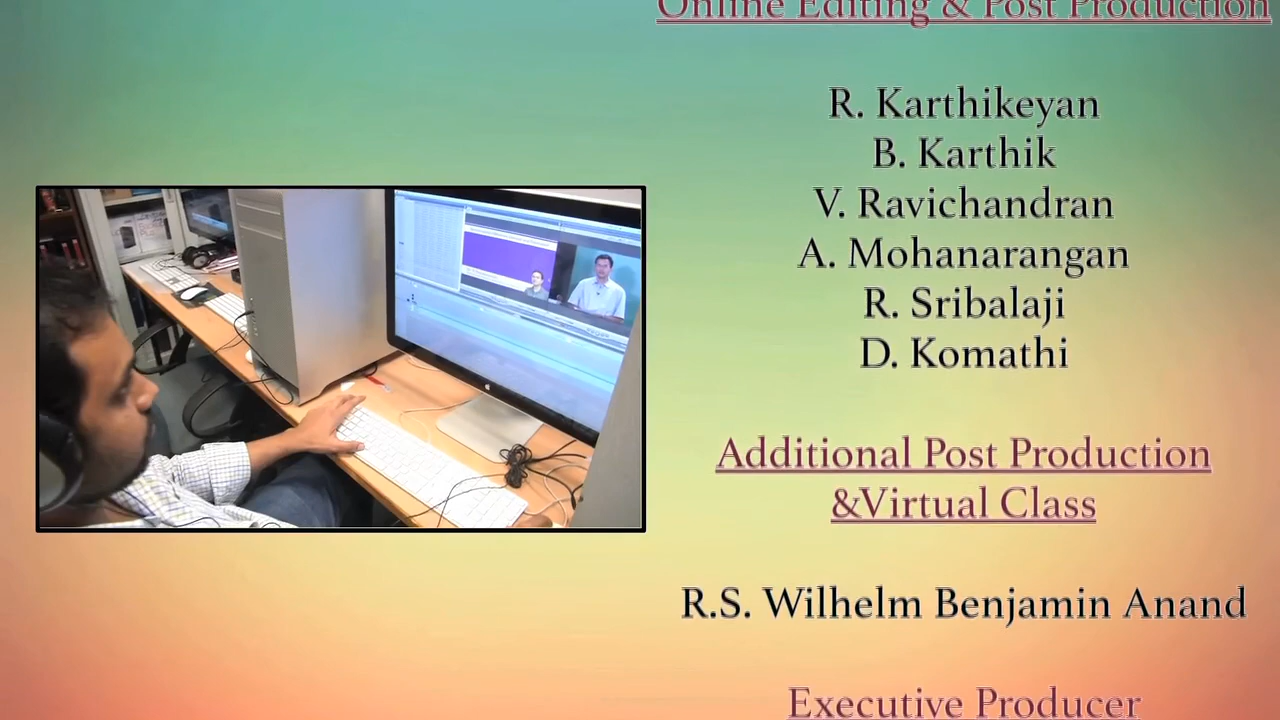 Online Editing & Post Production
R. Karthikeyan
B. Karthik
V. Ravichandran
A. Mohanarangan
R. Sribalaji
D. Komathi
Additional Post Production
&Virtual Class
R.S. Wilhelm Benjamin Anand
Executive Producer